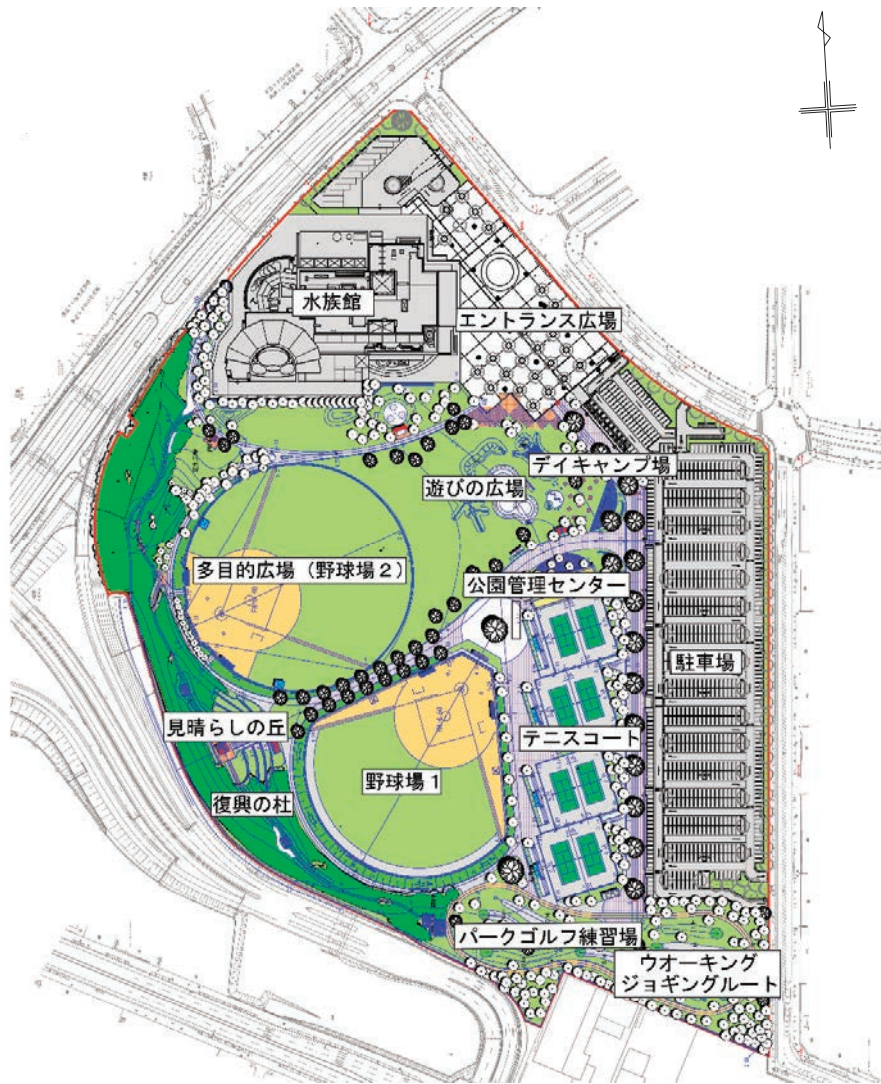 水族館
エントランス広場
デイキャンプ場
遊びの広場
多目的広場（野球場２）
公園管理センター
駐車場
見晴らしの丘
テニスコート
野球場１
復興の杜
パークゴルフ練習場
ウオーキング
ジョギングルート